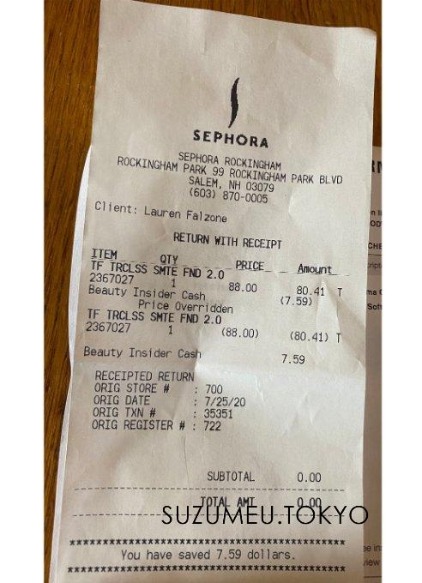 SEPHORA
SEPHORA ROCKINGHAM
ROCKINGHAM PARK 99 ROCKINGHAM PARK BLVD
SALEM, NH 03079
(603) 870-0005
Client: Lauren Falzone
RETURN WITH RECEIPT
ITEM QTY PRICE Amount
TF TRCLSS SMTE FND 2.0
2367027 1 88.00 80.41 T
Beauty Insider Cash (7.59)
Price Overridden
TF TRCLSS SMTE FND 2.0
2367027 1 (88.00) (80.41) T
Beauty Insider Cash 7.59
RECEIPTED RETURN
ORIG STORE # : 700
ORIG DATE : 7/25/20
ORIG TXN # : 35351
ORIG REGISTER # : 722
SUBTOTAL 0.00
TOTAL AMT 0.00
SUZUMEU.TOKYO
You have saved 7.59 dollars.